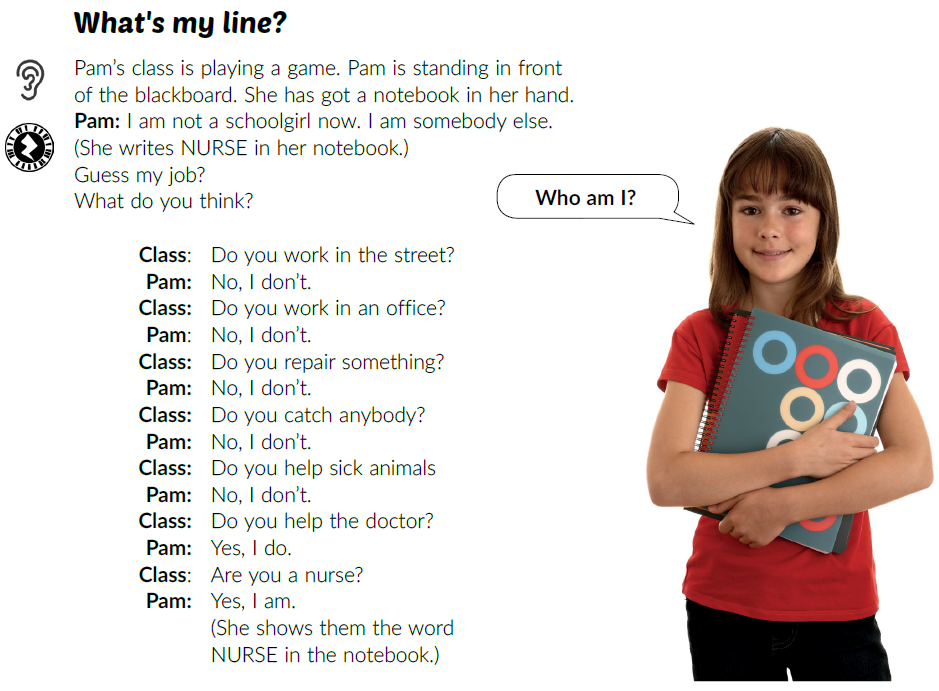 What's my line?
Pam's class is playing a game. Pam is standing in front
of the blackboard. She has got a notebook in her hand.
Pam: I am not a schoolgirl now. I am somebody else.
(She writes NURSE in her notebook.)
Guess my job?
What do you think?
Who am I?
Class: Do you work in the street?
Pam: No, I don't.
Class: Do you work in an office?
Pam: No, I don't.
Class: Do you repair something?
Pam: No, I don't.
Class: Do you catch anybody?
Pam: No, I don't.
Class: Do you help sick animals
Pam: No, I don't.
Class: Do you help the doctor?
Pam: Yes, I do.
Class: Are you a nurse?
Pam: Yes, I am.
(She shows them the word
NURSE in the notebook.)